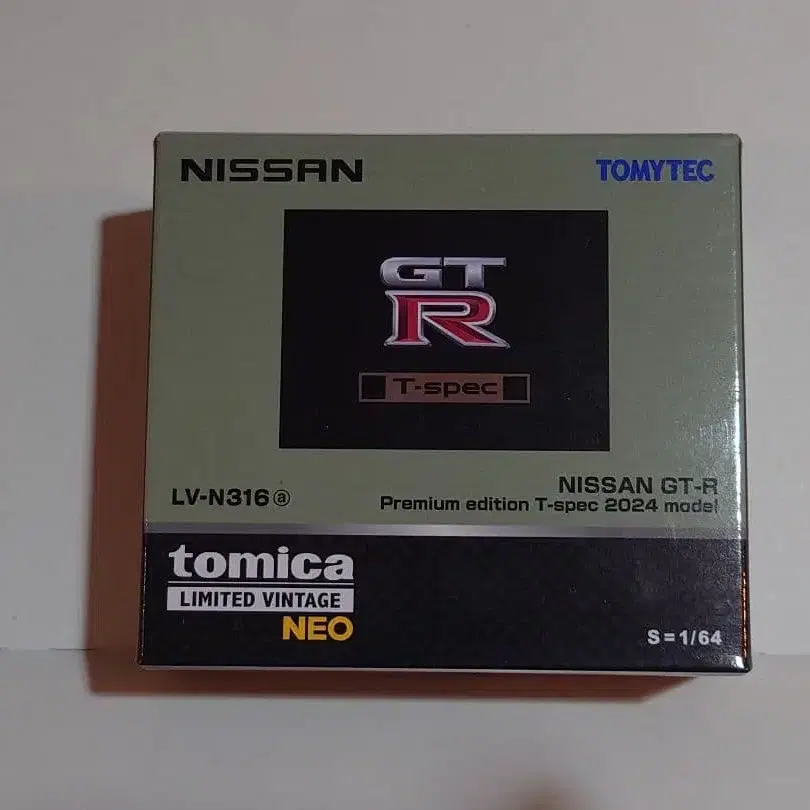 NISSAN
TOMYTEC
GT
R
T-spec
LV-N316ⓐ
NISSAN GT-R
Premium edition T-spec 2024 model
tomica
LIMITED VINTAGE
NEO
S=1/64